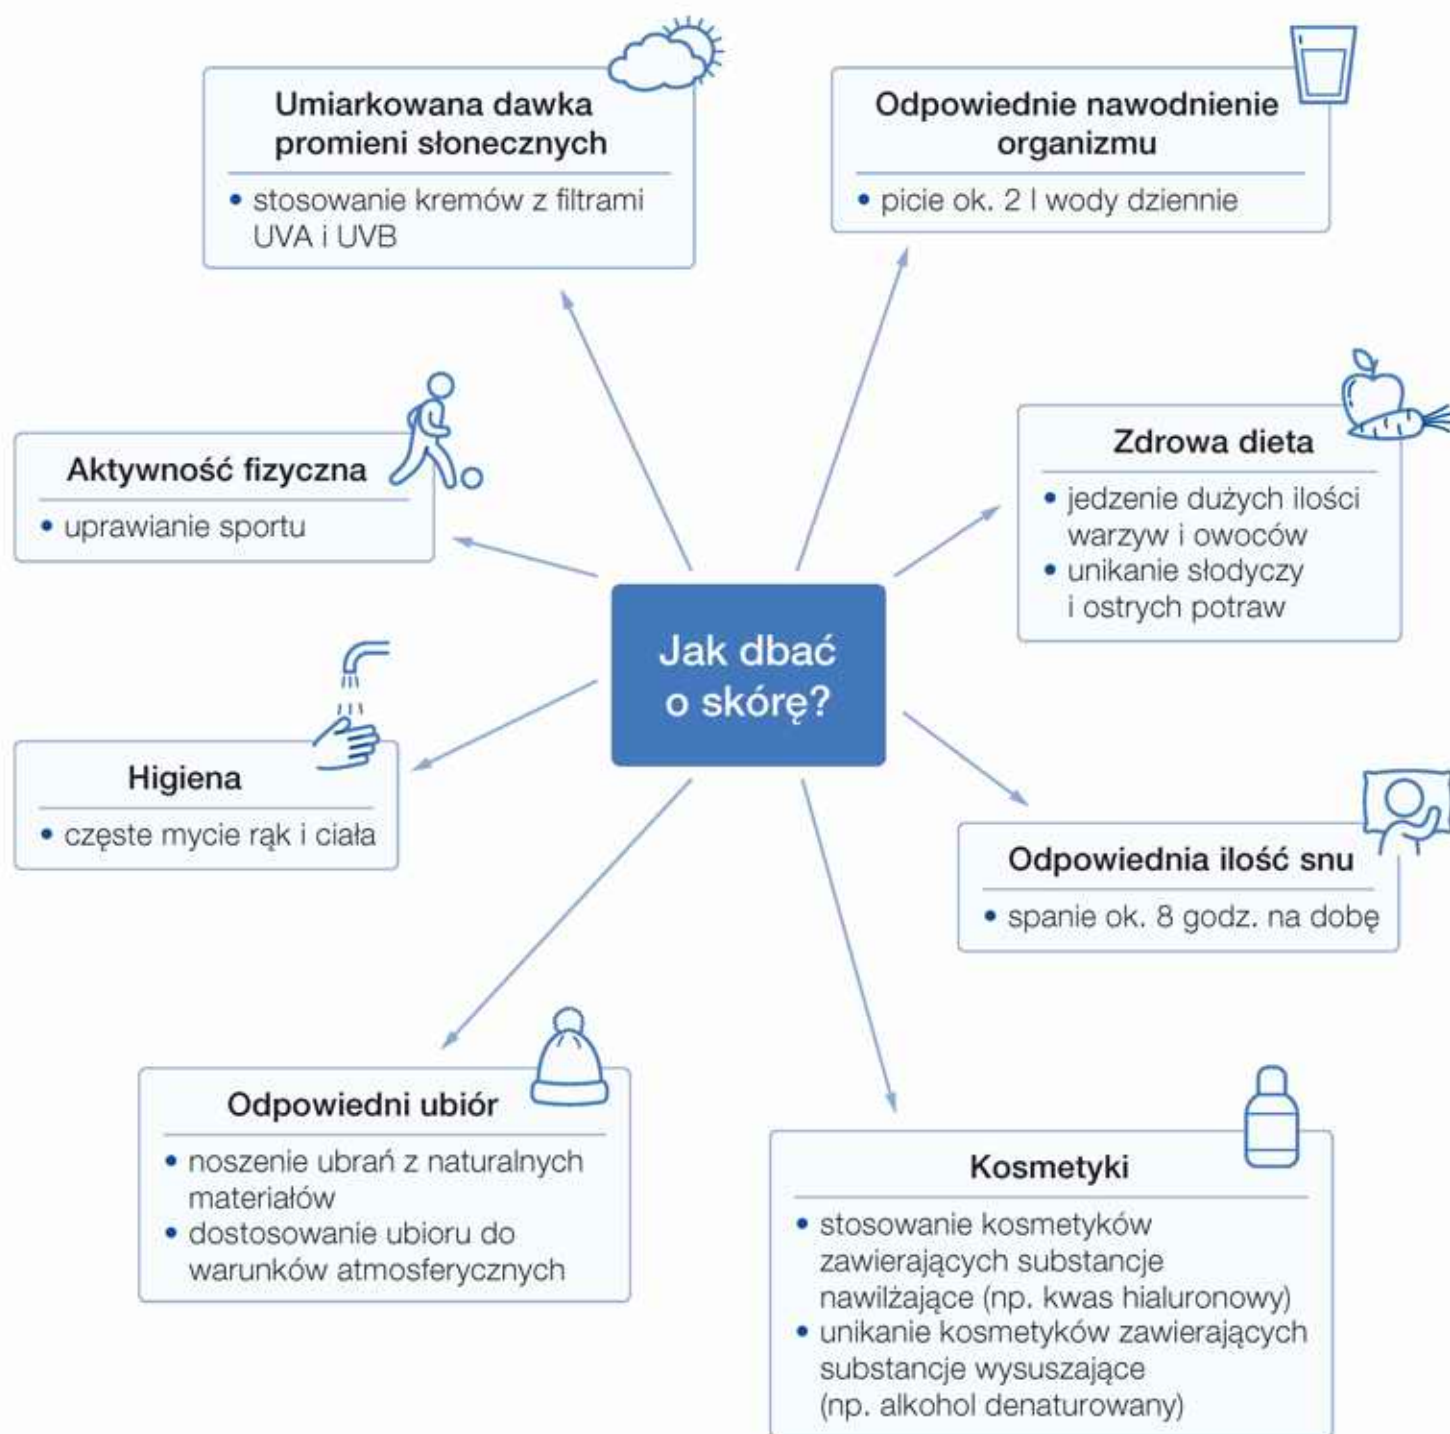 Umiarkowana dawka
promieni słonecznych
• stosowanie kremów z filtrami
UVA i UVB
Odpowiednie nawodnienie
organizmu
• picie ok. 2 l wody dziennie
Aktywność fizyczna
• uprawianie sportu
Zdrowa dieta
• jedzenie dużych ilości
warzyw i owoców
• unikanie słodyczy
i ostrych potraw
Jak dbać
o skórę?
Higiena
• częste mycie rąk i ciała
Odpowiednia ilość snu
• spanie ok. 8 godz. na dobę
Odpowiedni ubiór
• noszenie ubrań z naturalnych
materiałów
• dostosowanie ubioru do
warunków atmosferycznych
Kosmetyki
• stosowanie kosmetyków
zawierających substancje
nawilżające (np. kwas hialuronowy)
• unikanie kosmetyków zawierających
substancje wysuszające
(np. alkohol denaturowany)